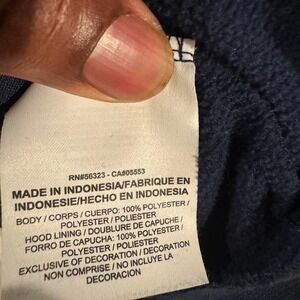 RN#56323 - CA#05553
MADE IN INDONESIA/FABRIQUE EN
INDONESIE/HECHO EN INDONESIA
BODY / CORPS / CUERPO: 100% POLYESTER /
POLYESTER / POLIESTER
HOOD LINING / DOUBLURE DE CAPUCHE /
FORRO DE CAPUCHA: 100% POLYESTER /
POLYESTER / POLIESTER
EXCLUSIVE OF DECORATION / DECORATION
NON COMPRISE / NO INCLUYE LA
DECORACION